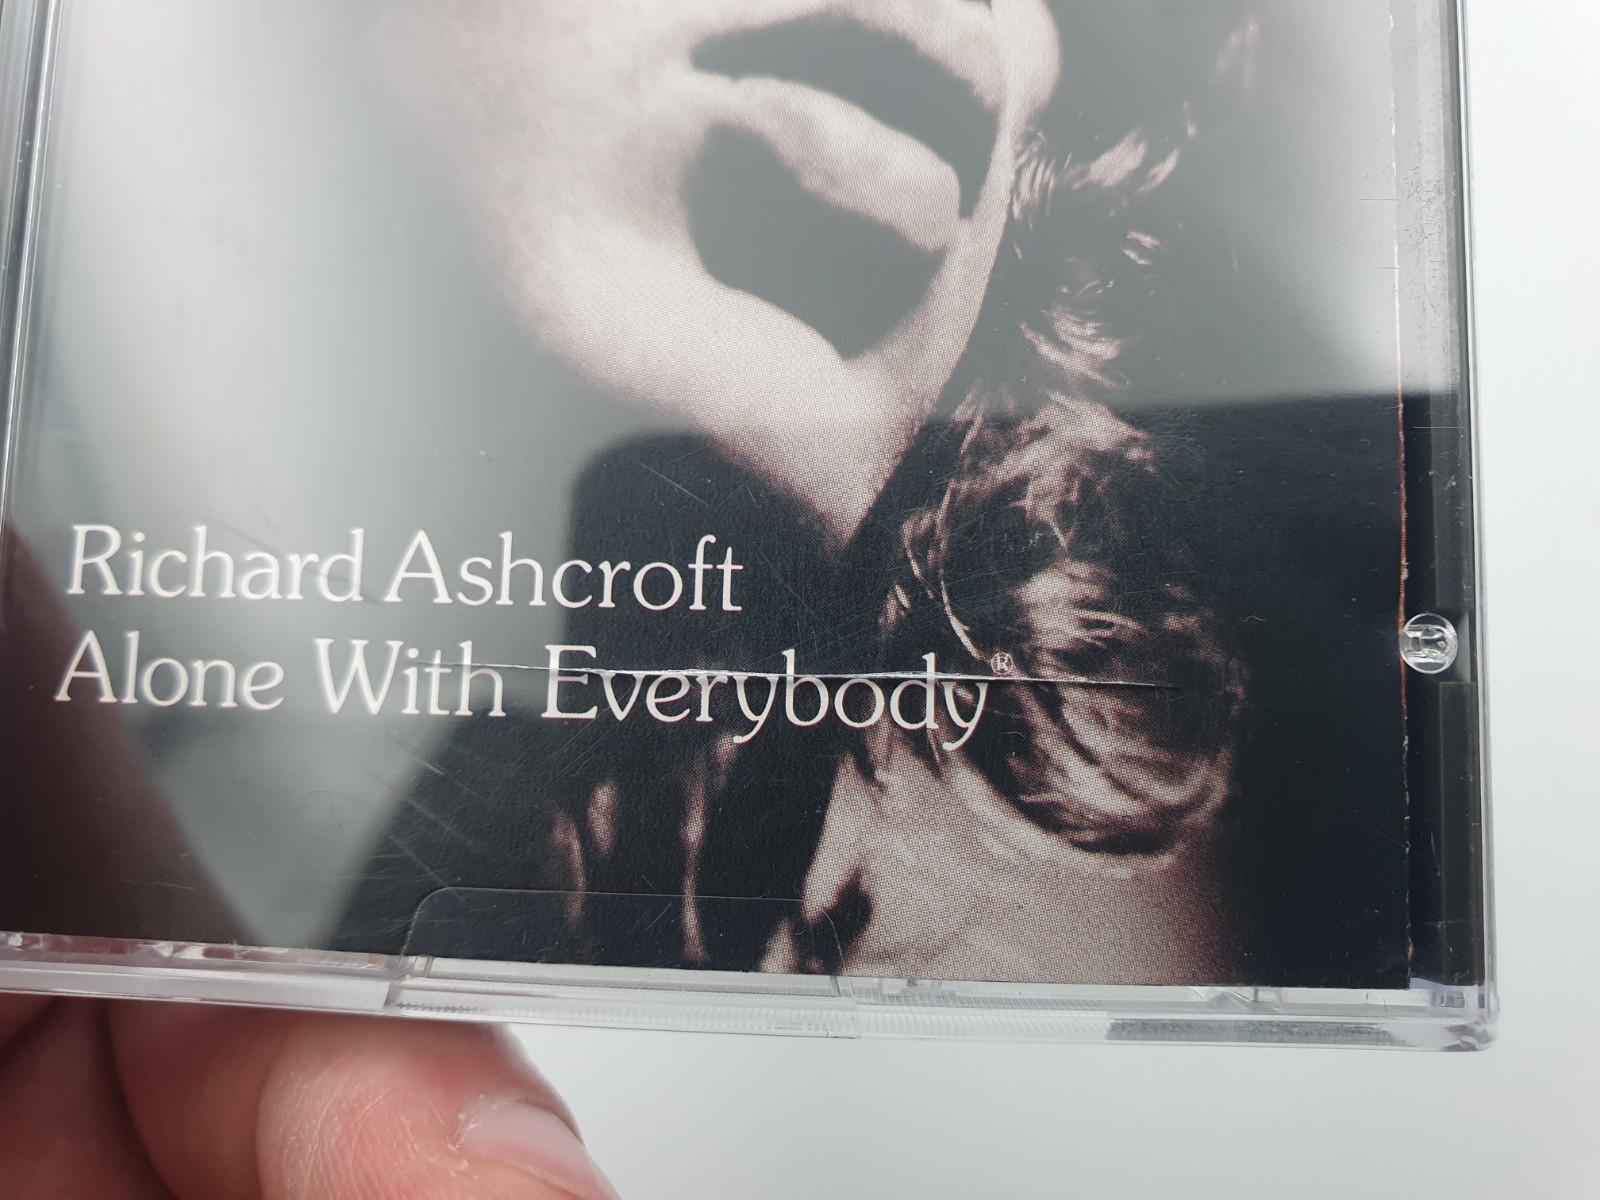 Richard Ashcroft
Alone With Everybody®